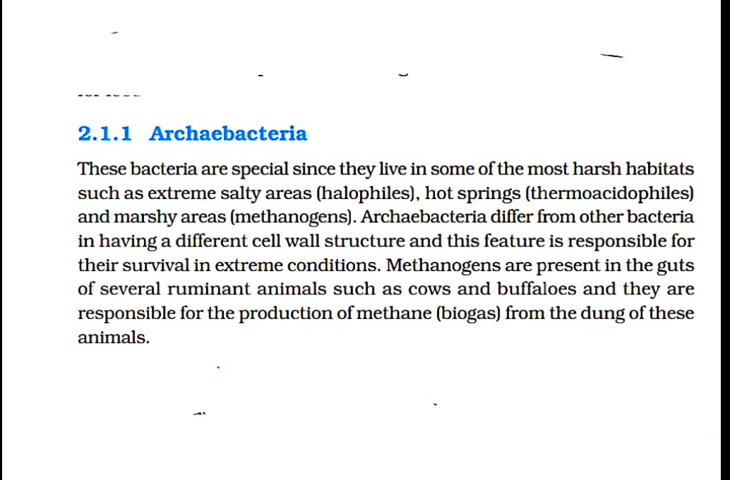 2.1.1 Archaebacteria
These bacteria are special since they live in some of the most harsh habitats
such as extreme salty areas (halophiles), hot springs (thermoacidophiles)
and marshy areas (methanogens). Archaebacteria differ from other bacteria
in having a different cell wall structure and this feature is responsible for
their survival in extreme conditions. Methanogens are present in the guts
of several ruminant animals such as cows and buffaloes and they are
responsible for the production of methane (biogas) from the dung of these
animals.